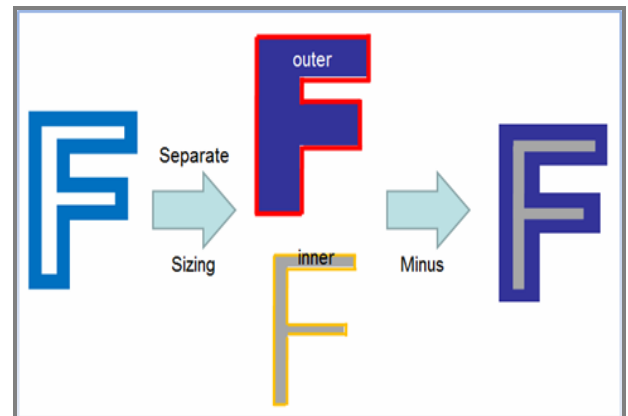 outer
Separate
Sizing
inner
Minus
F
F
F
F